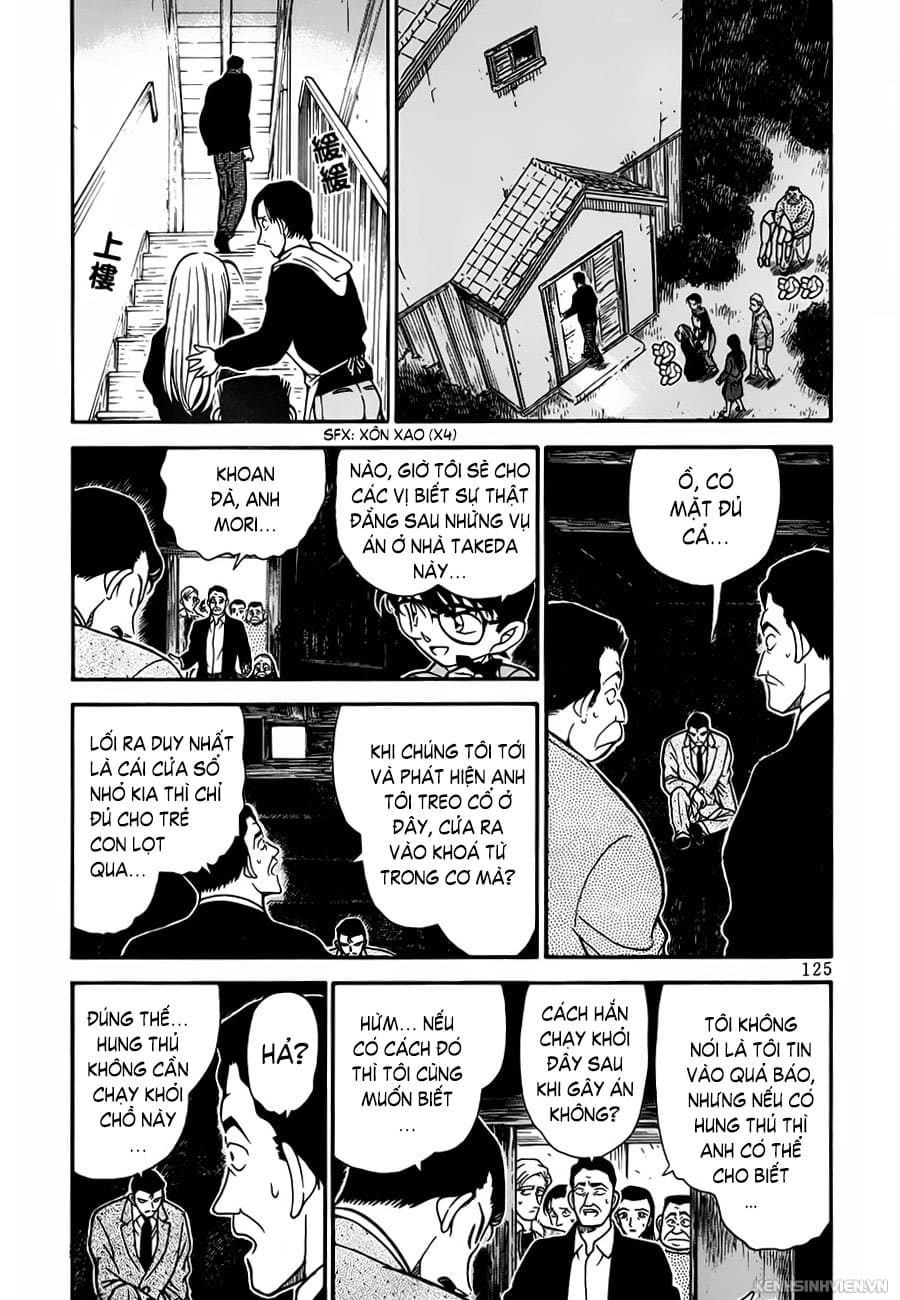 緩緩
上樓
SFX: XÔN XAO (X4)
Ồ, CÓ
MẶT ĐỦ
CẢ...
NÀO, GIỜ TÔI SẼ CHO
CÁC VỊ BIẾT SỰ THẬT
ĐẰNG SAU NHỮNG VỤ
ÁN Ở NHÀ TAKEDA
NÀY...
KHOAN
ĐÃ, ANH
MORI...
KHI CHÚNG TÔI TỚI
VÀ PHÁT HIỆN ANH
TÔI TREO CỔ Ở
ĐÂY, CỬA RA
VÀO KHOÁ TỪ
TRONG CƠ MÀ?
LỐI RA DUY NHẤT
LÀ CÁI CỬA SỔ
NHỎ KIA THÌ CHỈ
ĐỦ CHO TRẺ
CON LỌT
QUA...
125
TÔI KHÔNG
NÓI LÀ TÔI TIN
VÀO QUẢ BÁO,
NHƯNG NẾU CÓ
HUNG THỦ THÌ
ANH CÓ THỂ
CHO BIẾT
...
CÁCH HẮN
CHẠY KHỎI
ĐÂY SAU
KHI GÂY ÁN
KHÔNG?
HỪM... NẾU
CÓ CÁCH ĐÓ
THÌ TÔI CŨNG
MUỐN BIẾT
...
HẢ?
ĐÚNG THẾ...
HUNG THỦ
KHÔNG CẦN
CHẠY KHỎI
CHỖ NÀY
...
KENHSINHVIEN.VN